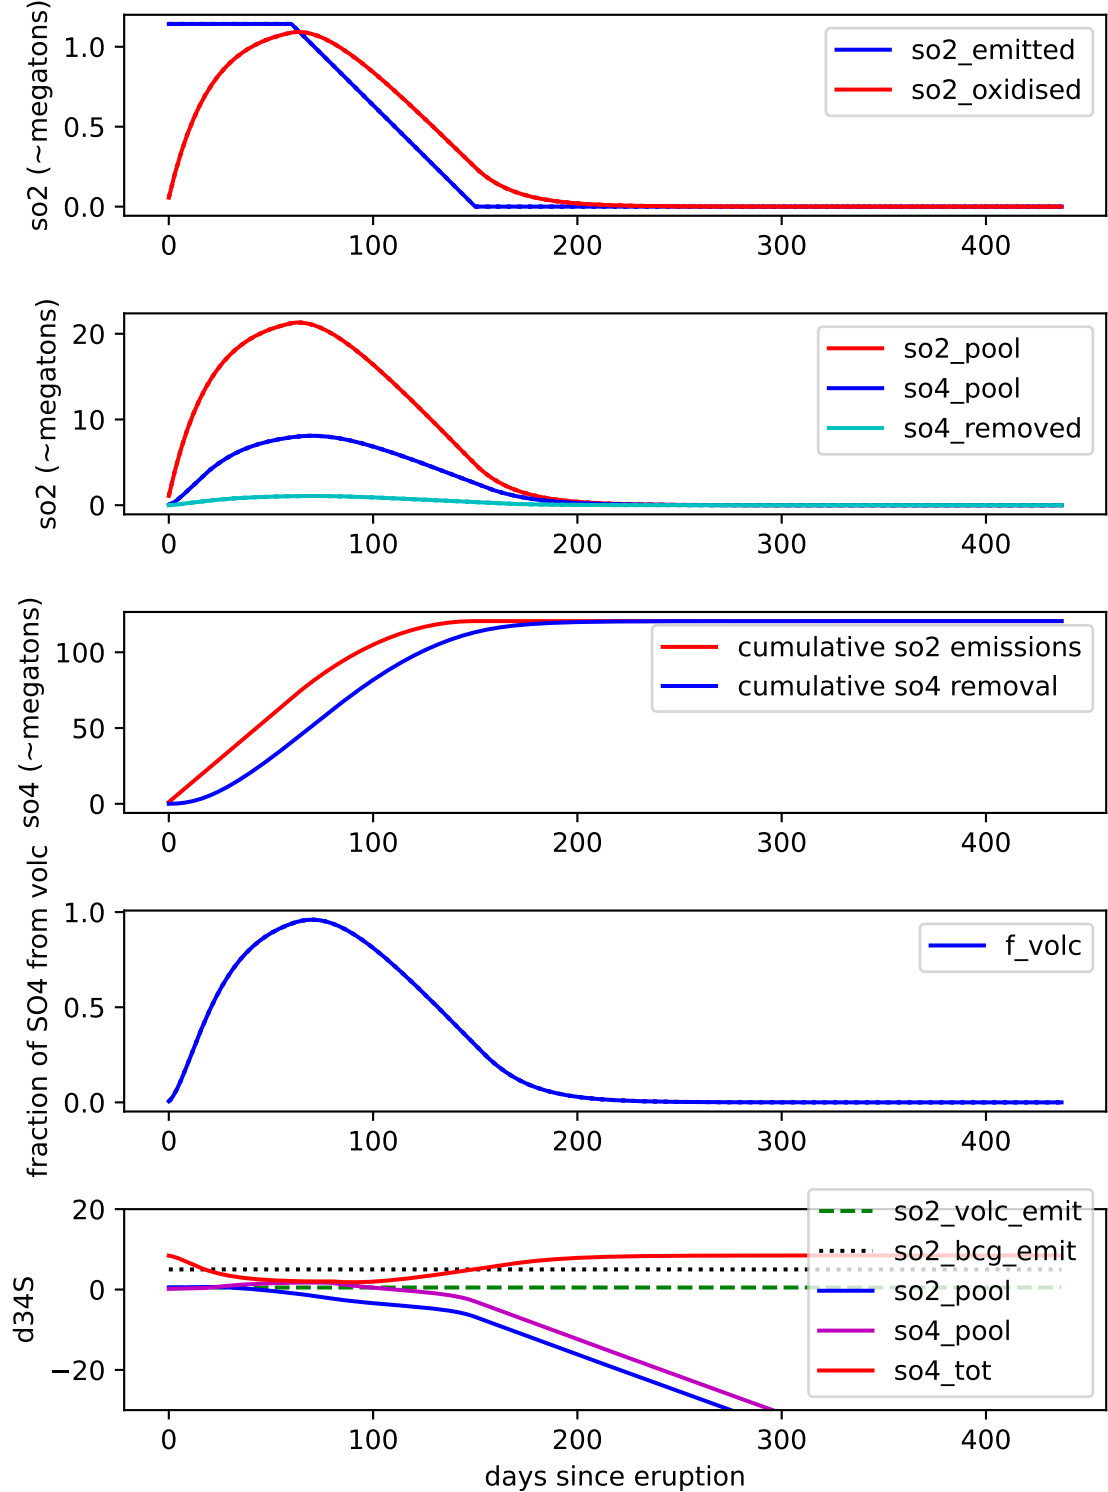 so2 (~megatons)
1.0
0.5
0.0
so2_emitted
so2_oxidised
0 100 200 300 400
so2 (~megatons)
20
10
0
so2_pool
so4_pool
so4_removed
0 100 200 300 400
so4 (~megatons)
100
50
0
cumulative so2 emissions
cumulative so4 removal
0 100 200 300 400
fraction of SO4 from volc
1.0
0.5
0.0
f_volc
0 100 200 300 400
d34S
20
0
−20
so2_volc_emit
so2_bcg_emit
so2_pool
so4_pool
so4_tot
0 100 200 300 400
days since eruption